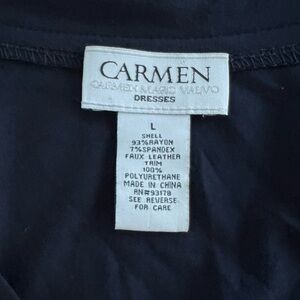 CARMEN
CARMEN MARC VALVO
DRESSES
L
SHELL
93%RAYON
7%SPANDEX
FAUX LEATHER
TRIM
100%
POLYURETHANE
MADE IN CHINA
RN#93178
SEE REVERSE
FOR CARE